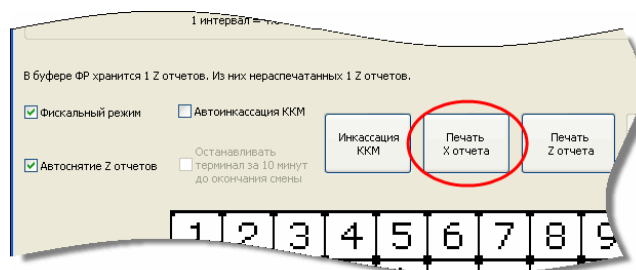 1 интервал =
В буфере ФР хранится 1 Z отчетов. Из них нераспечатанных 1 Z отчетов.
Фискальный режим
Автоинкассация ККМ
Автоснятие Z отчетов
Останавливать
терминал за 10 минут
до окончания смены
Инкассация
ККМ
Печать
X отчета
Печать
Z отчета
1 2 3 4 5 6 7 8 9